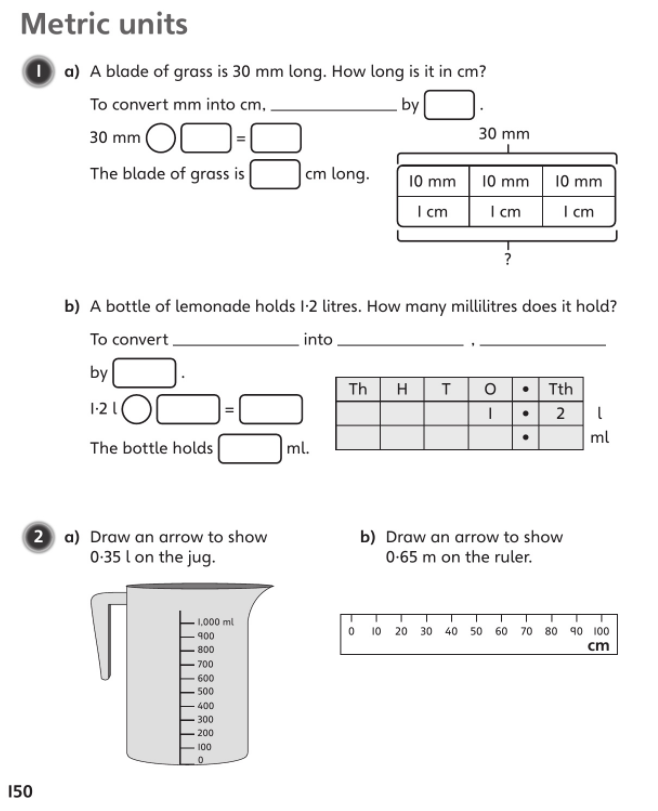 Metric units
1 a) A blade of grass is 30 mm long. How long is it in cm?
To convert mm into cm, ____________ by .
30 mm =
30 mm
The blade of grass is cm long.
10 mm 10 mm 10 mm
1 cm 1 cm 1 cm
?
b) A bottle of lemonade holds 1·2 litres. How many millilitres does it hold?
To convert ____________ into ____________ , ____________
by .
Th H T O • Tth
1·2 l =
1 • 2 l
• ml
The bottle holds ml.
2 a) Draw an arrow to show
0·35 l on the jug.
b) Draw an arrow to show
0·65 m on the ruler.
1,000 ml
900
800
700
600
500
400
300
200
100
0
0 10 20 30 40 50 60 70 80 90 100
cm
150